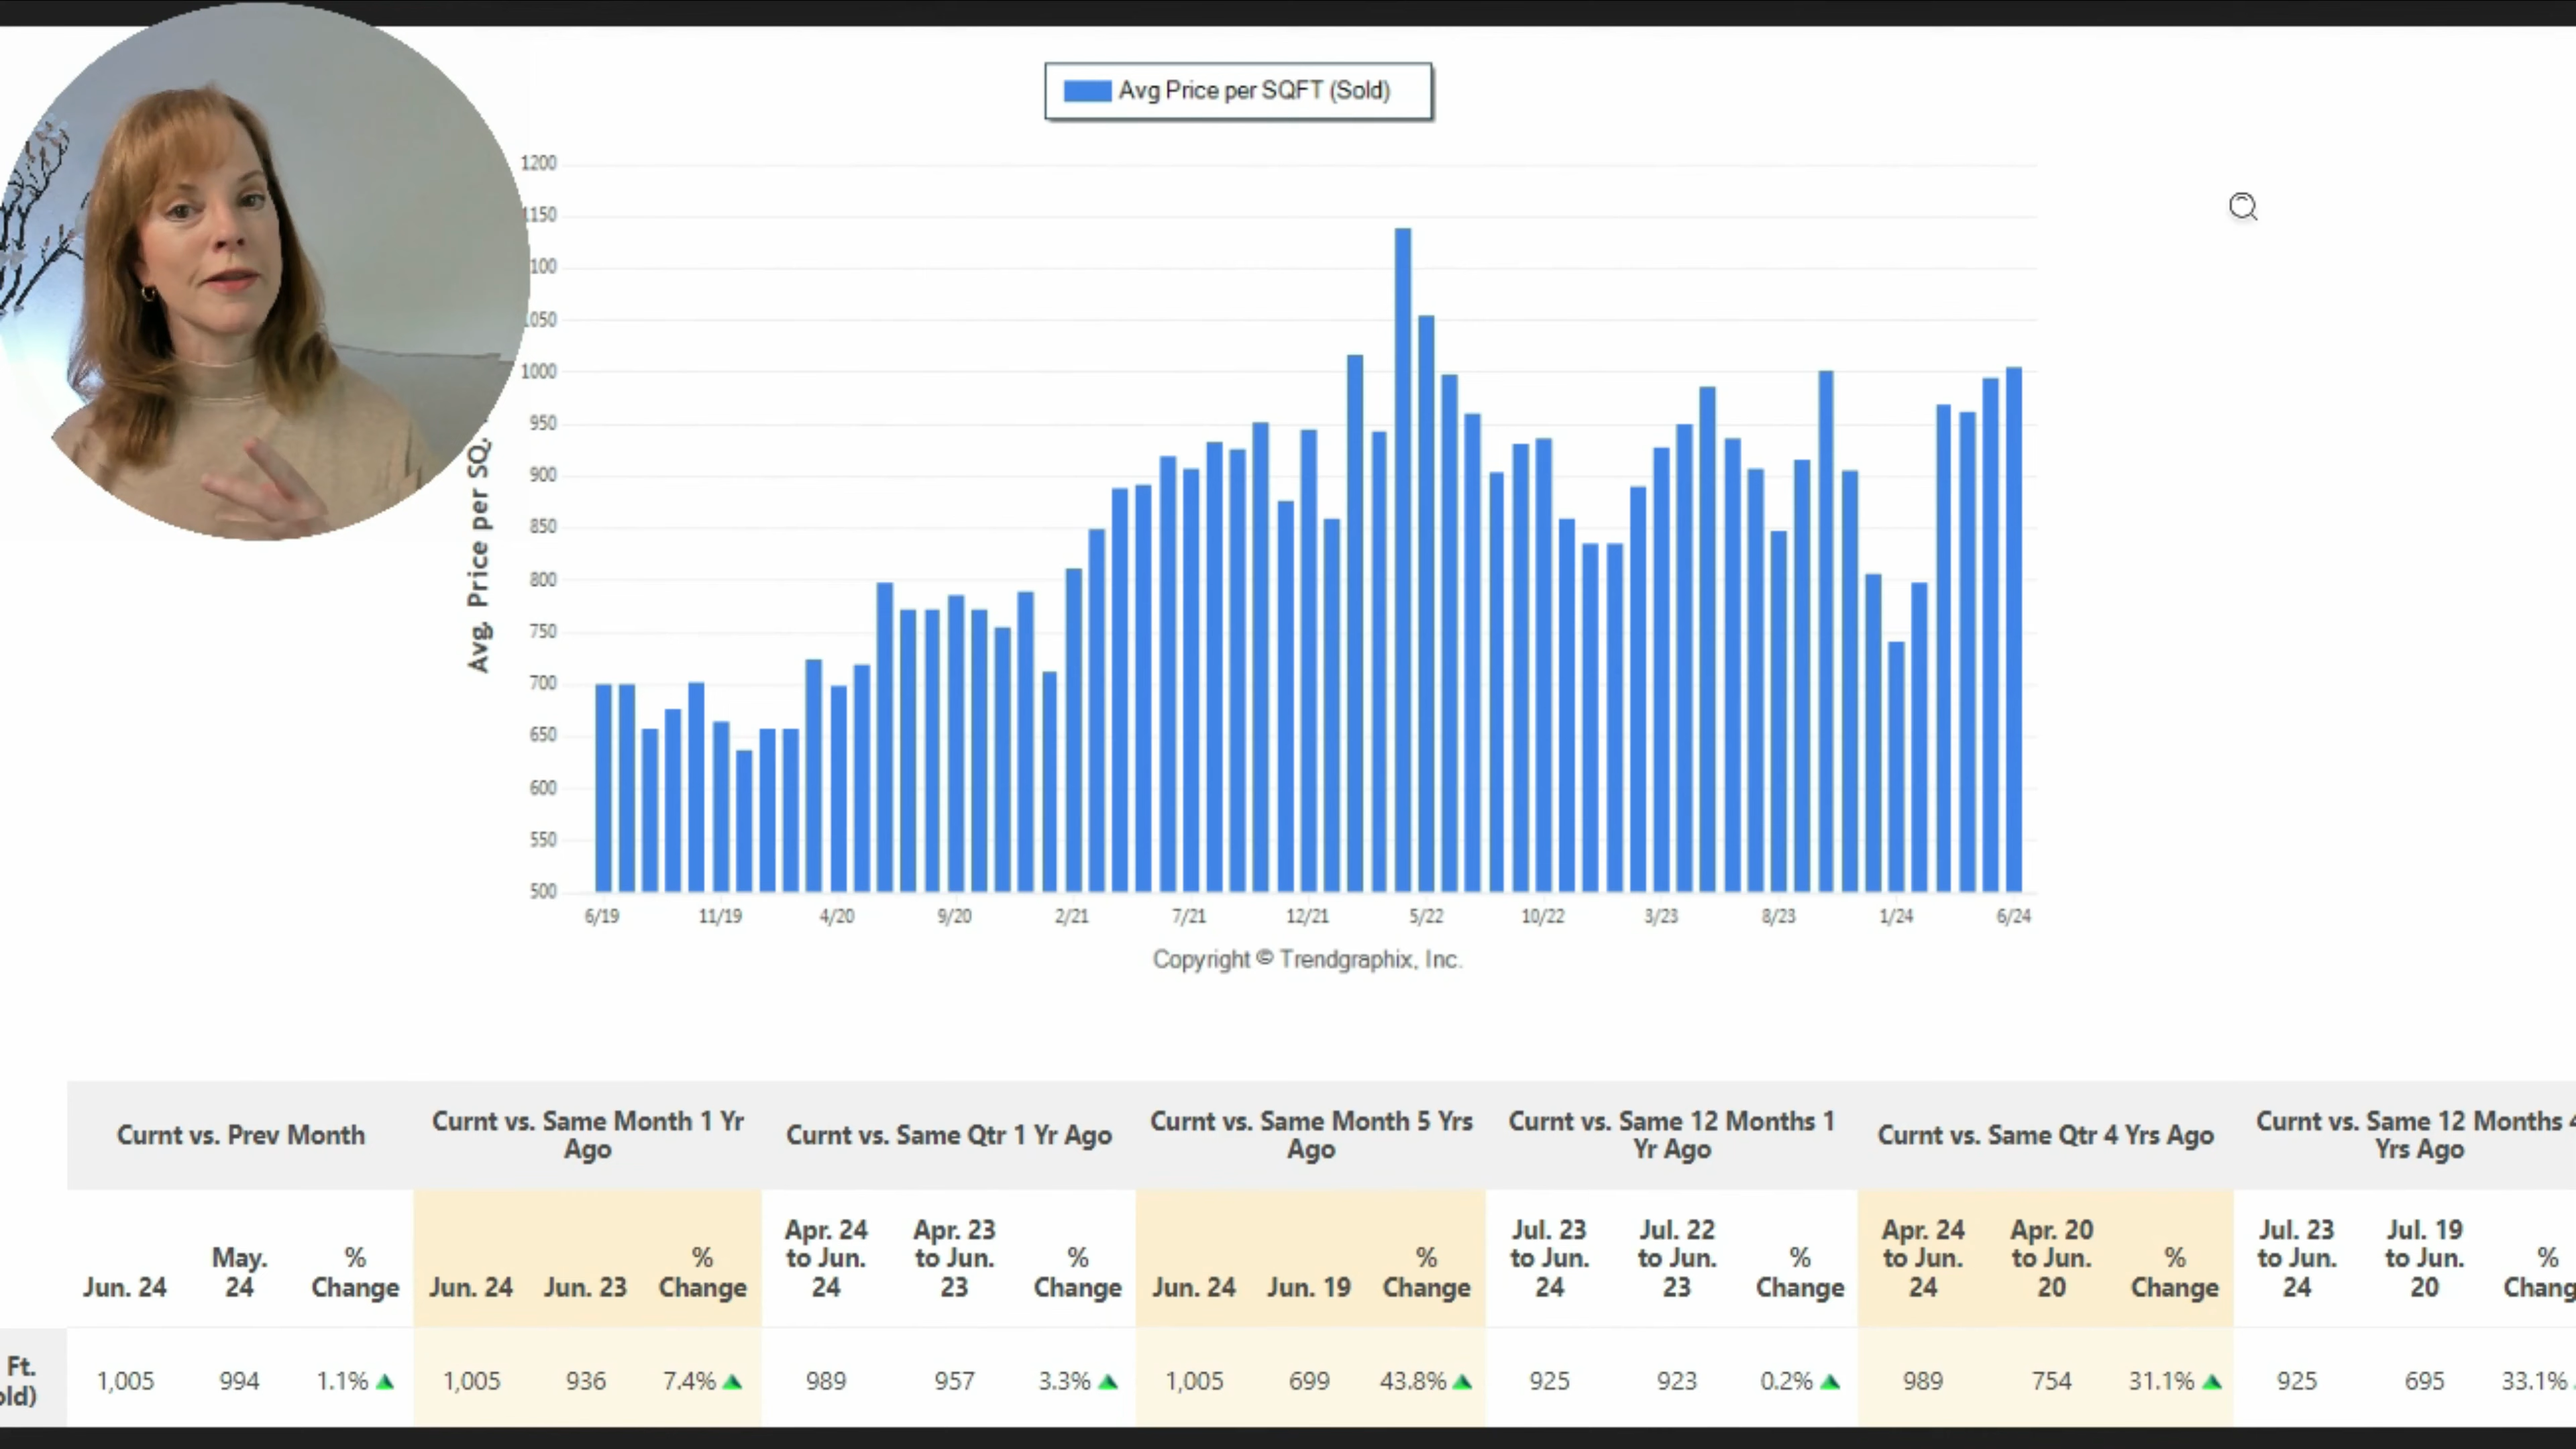 Avg Price per SQFT (Sold)
1200
1150
100
1050
1000
950
900
850
800
750
700
650
600
550
500
Avg. Price per SQ.
6/19 11/19 4/20 9/20 2/21 7/21 12/21 5/22 10/22 3/23 8/23 1/24 6/24
Copyright © Trendgraphix, Inc.
Curnt vs. Prev Month
Curnt vs. Same Month 1 Yr
Ago
Curnt vs. Same Qtr 1 Yr Ago
Curnt vs. Same Month 5 Yrs
Ago
Curnt vs. Same 12 Months 1
Yr Ago
Curnt vs. Same Qtr 4 Yrs Ago
Curnt vs. Same 12 Months 4
Yrs Ago
Jun. 24
May.
24
%
Change
Jun. 24
Jun. 23
%
Change
Apr. 24
to Jun.
24
Apr. 23
to Jun.
23
%
Change
Jun. 24
Jun. 19
%
Change
Jul. 23
to Jun.
24
Jul. 22
to Jun.
23
%
Change
Apr. 24
to Jun.
24
Apr. 20
to Jun.
20
%
Change
Jul. 23
to Jun.
24
Jul. 19
to Jun.
20
%
Chang
Ft.
old)
1,005 994 1.1% 1,005 936 7.4% 989 957 3.3% 1,005 699 43.8% 925 923 0.2% 989 754 31.1% 925 695 33.1%